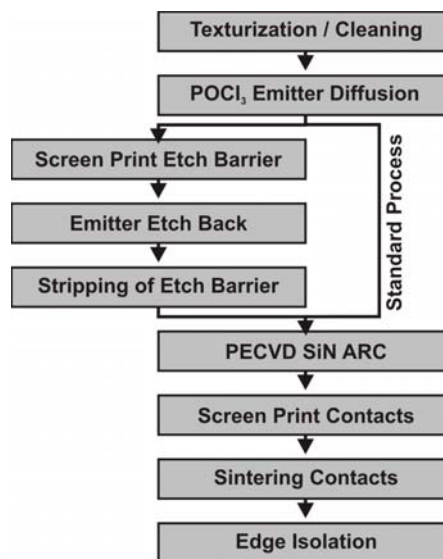 Texturization / Cleaning
POCl₃ Emitter Diffusion
Screen Print Etch Barrier
Emitter Etch Back
Stripping of Etch Barrier
Standard Process
PECVD SiN ARC
Screen Print Contacts
Sintering Contacts
Edge Isolation